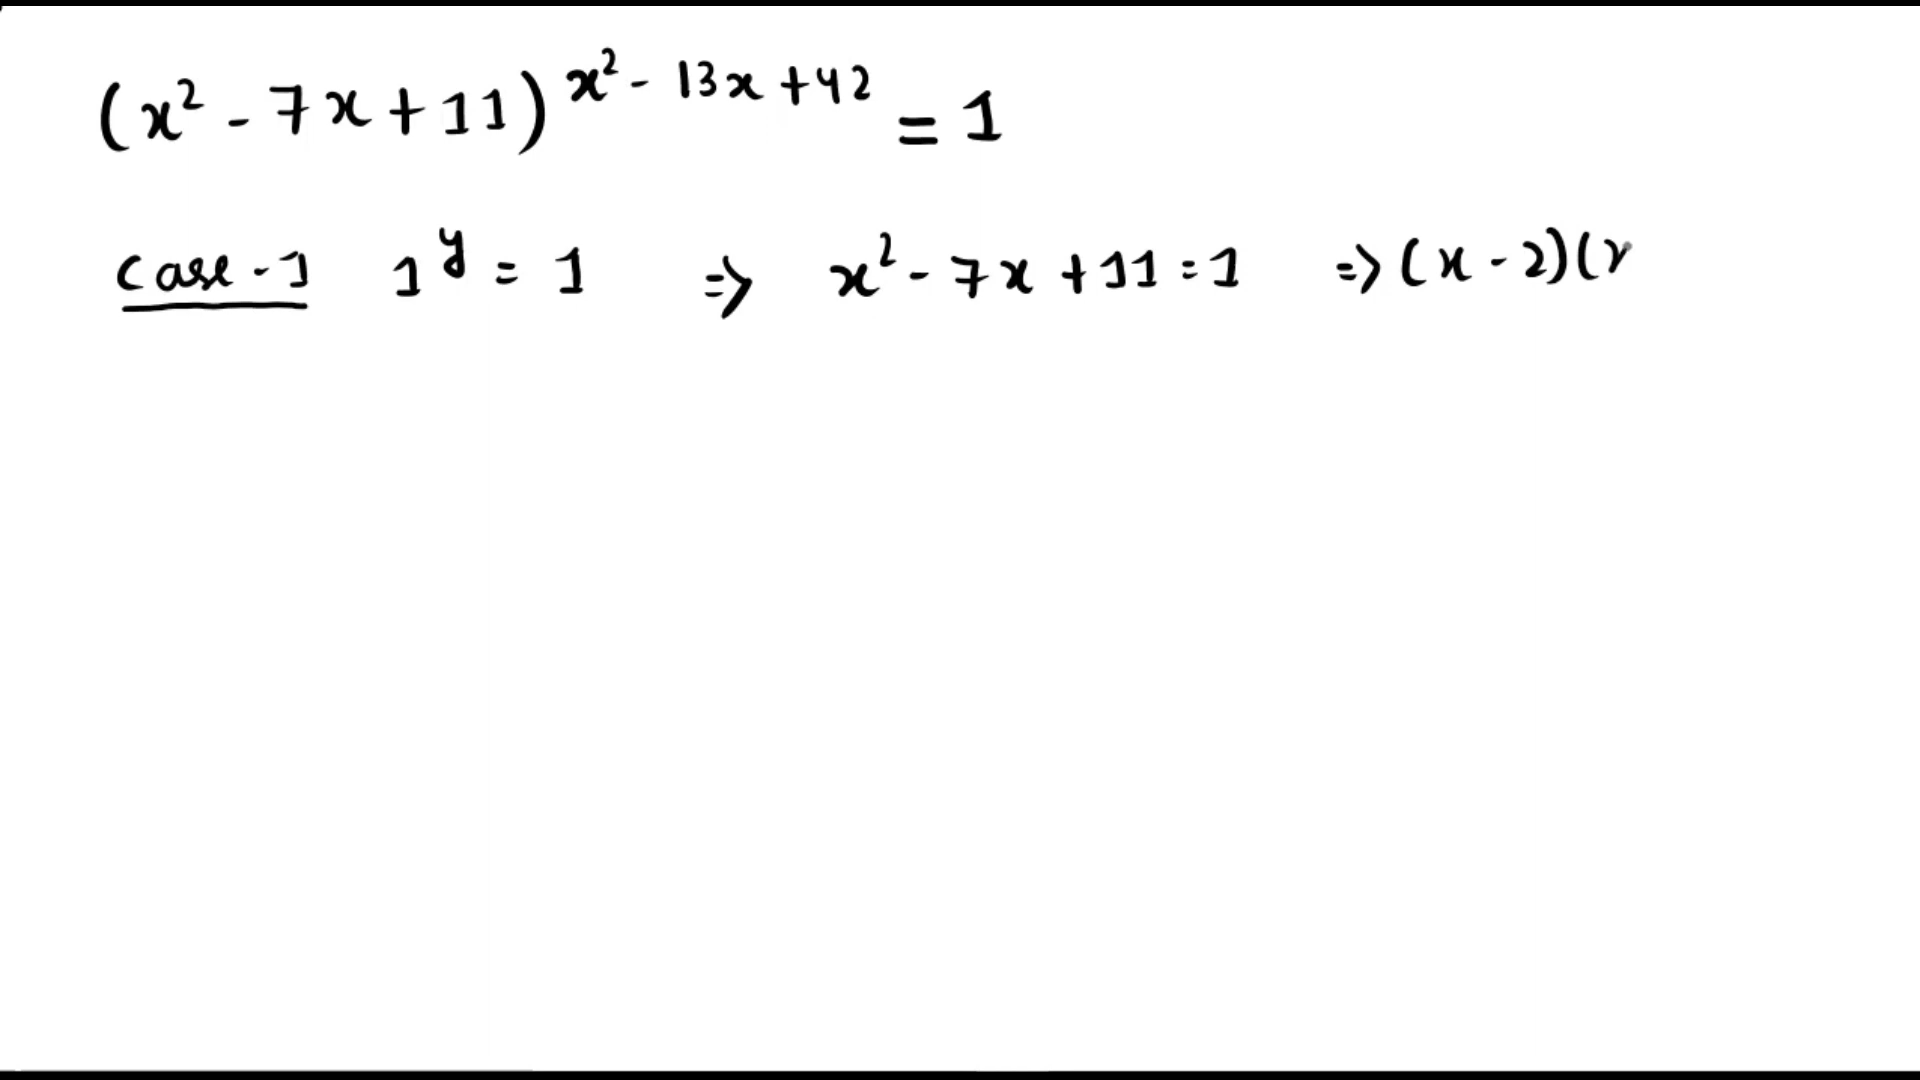 (x² - 7x + 11)^{x² - 13x + 42} = 1
Case - 1 1^y = 1 => x² - 7x + 11 = 1 => (x - 2)(x